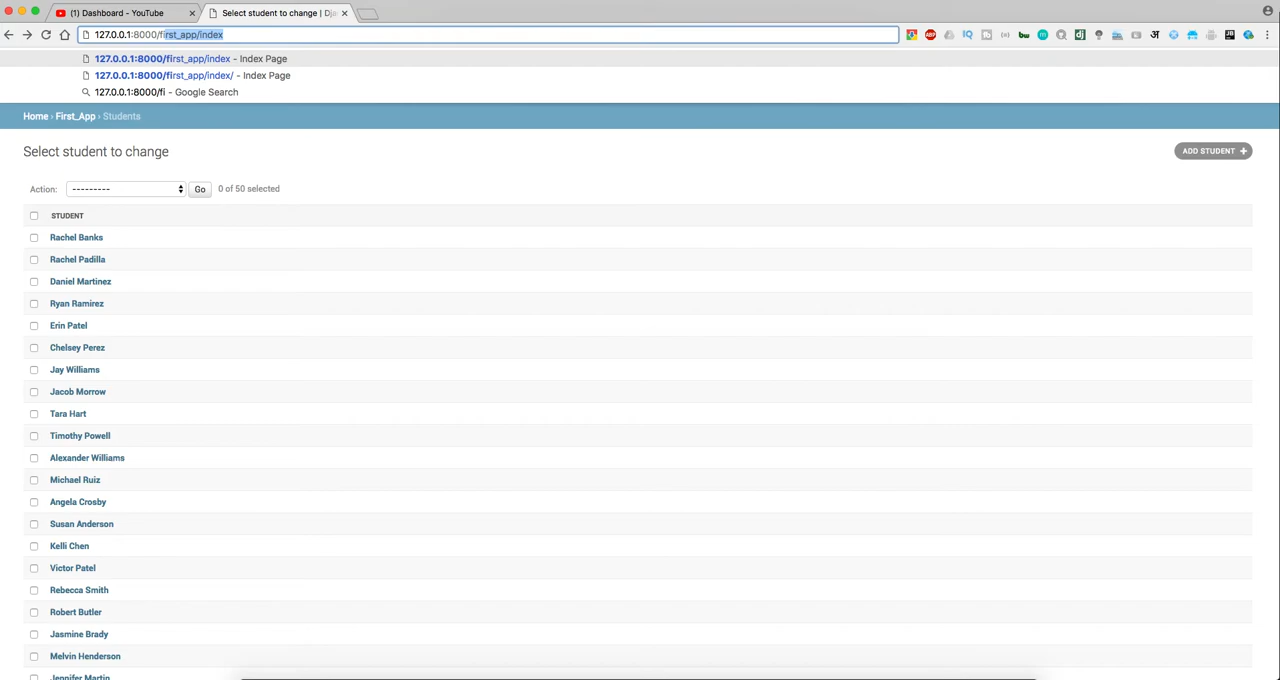 (1) Dashboard - YouTube
Select student to change | Dja
127.0.0.1:8000/first_app/index
127.0.0.1:8000/first_app/index - Index Page
127.0.0.1:8000/first_app/index/ - Index Page
127.0.0.1:8000/fi - Google Search
Home › First_App › Students
Select student to change
ADD STUDENT +
Action: --------- Go 0 of 50 selected
STUDENT
Rachel Banks
Rachel Padilla
Daniel Martinez
Ryan Ramirez
Erin Patel
Chelsey Perez
Jay Williams
Jacob Morrow
Tara Hart
Timothy Powell
Alexander Williams
Michael Ruiz
Angela Crosby
Susan Anderson
Kelli Chen
Victor Patel
Rebecca Smith
Robert Butler
Jasmine Brady
Melvin Henderson
Jennifer Martin